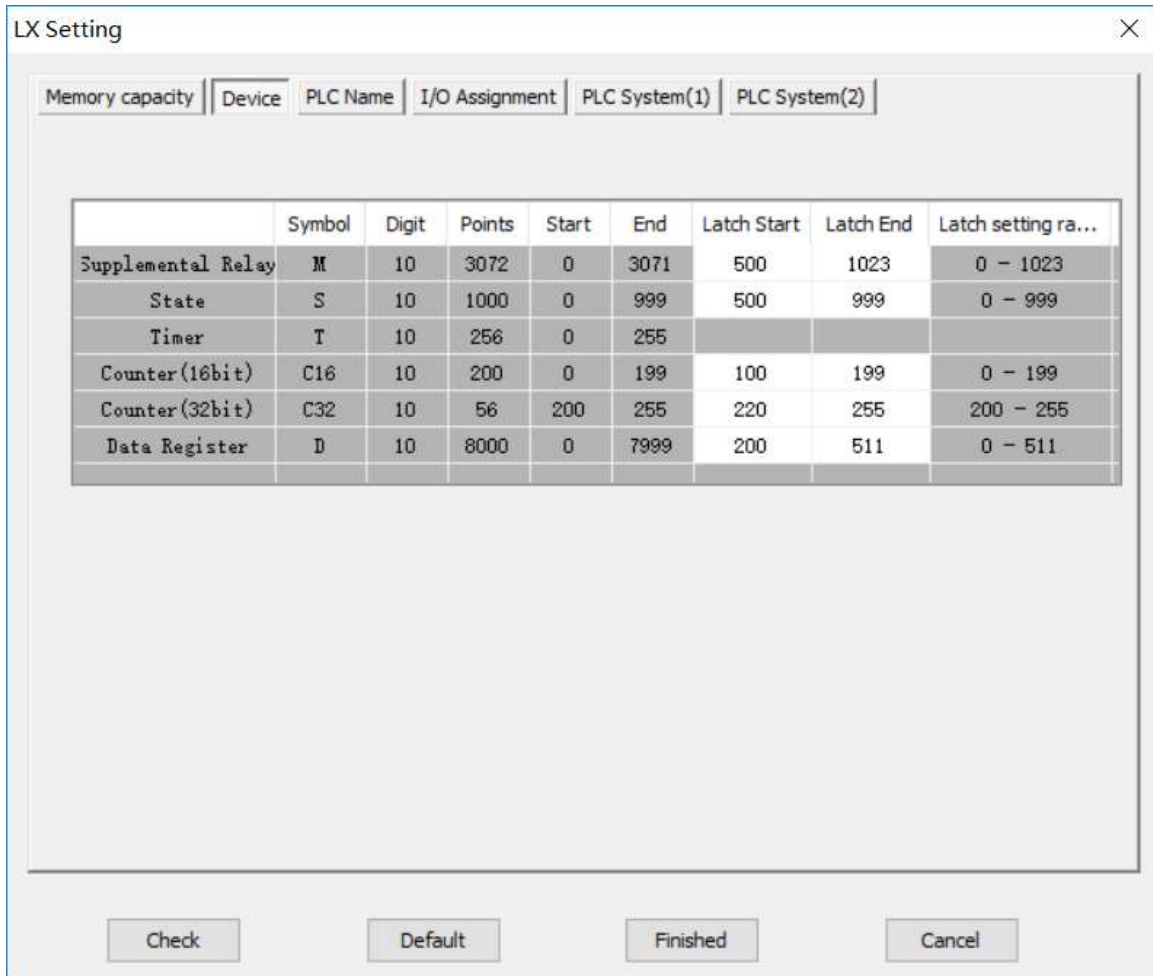 LX Setting
Memory capacity Device PLC Name I/O Assignment PLC System(1) PLC System(2)
Symbol Digit Points Start End Latch Start Latch End Latch setting ra...
Supplemental Relay M 10 3072 0 3071 500 1023 0 - 1023
State S 10 1000 0 999 500 999 0 - 999
Timer T 10 256 0 255
Counter(16bit) C16 10 200 0 199 100 199 0 - 199
Counter(32bit) C32 10 56 200 255 220 255 200 - 255
Data Register D 10 8000 0 7999 200 511 0 - 511
Check Default Finished Cancel